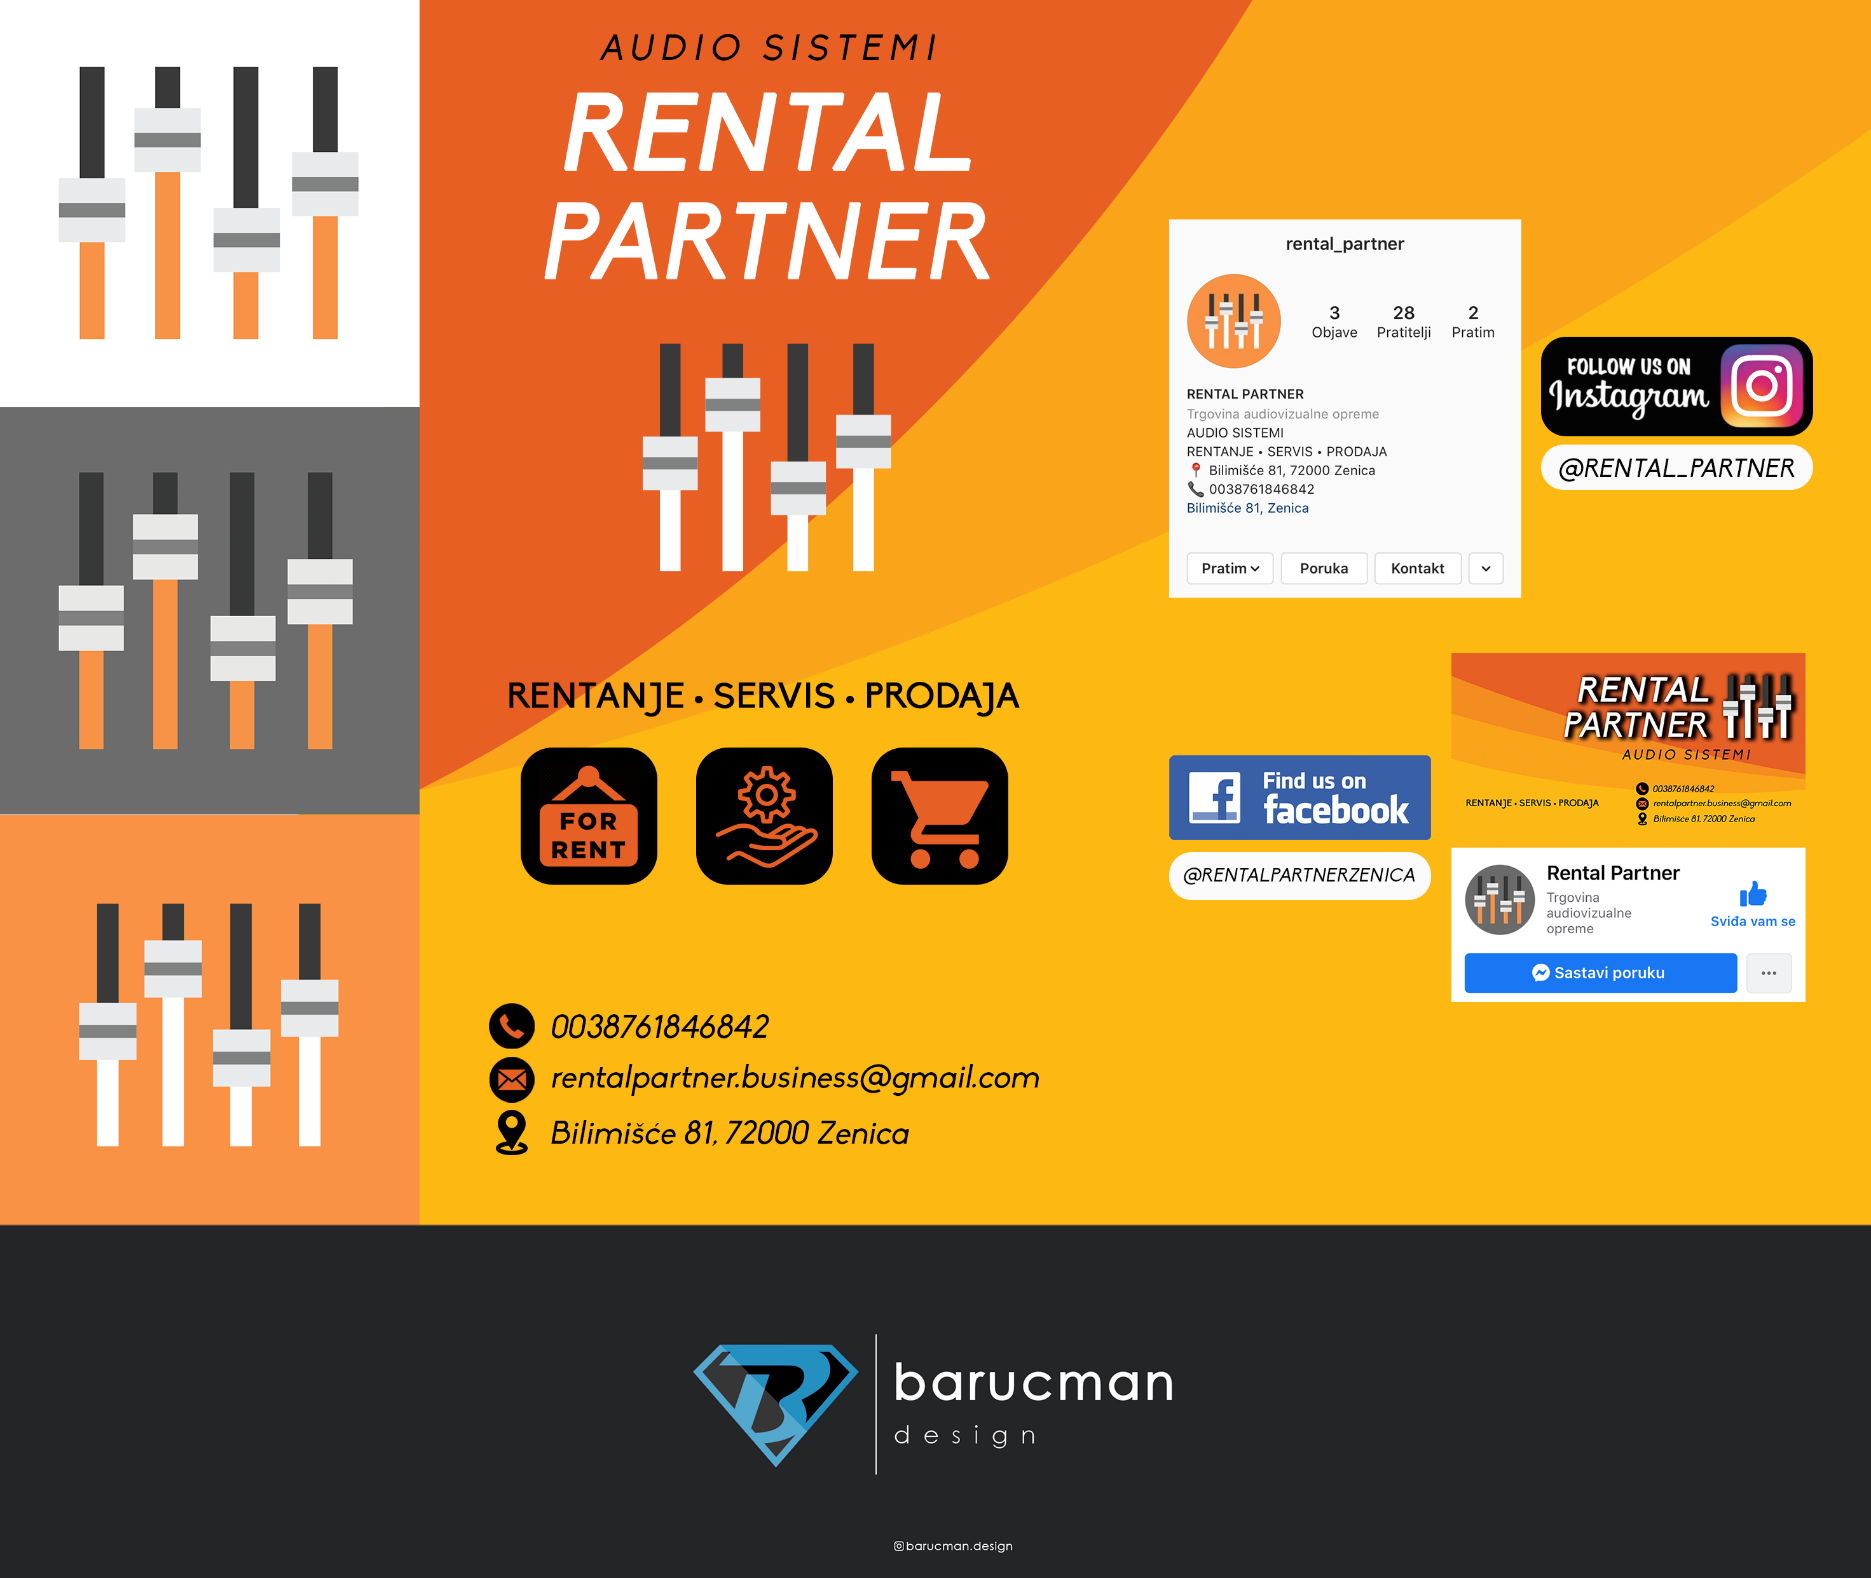 AUDIO SISTEMI
RENTAL
PARTNER
RENTANJE • SERVIS • PRODAJA
FOR
RENT
0038761846842
rentalpartner.business@gmail.com
Bilimišće 81, 72000 Zenica
rental_partner
3 28 2
Objave Pratitelji Pratim
RENTAL PARTNER
Trgovina audiovizualne opreme
AUDIO SISTEMI
RENTANJE • SERVIS • PRODAJA
📍 Bilimišće 81, 72000 Zenica
📞 0038761846842
Bilimišće 81, Zenica
Pratim Poruka Kontakt
FOLLOW US ON
Instagram
@RENTAL_PARTNER
Find us on
facebook
@RENTALPARTNERZENICA
RENTAL
PARTNER
AUDIO SISTEMI
RENTANJE • SERVIS • PRODAJA
0038761846842
rentalpartner.business@gmail.com
Bilimišće 81, 72000 Zenica
Rental Partner
Trgovina
audiovizualne
opreme
Sviđa vam se
Sastavi poruku
barucman
design
barucman.design